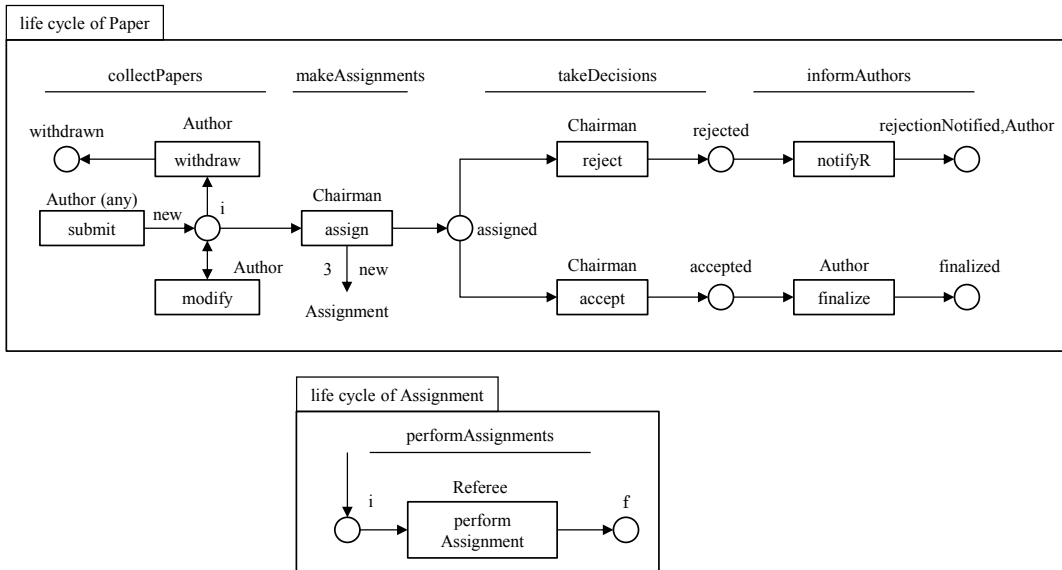 life cycle of Paper
collectPapers
makeAssignments
takeDecisions
informAuthors
withdrawn
Author
withdraw
Author (any)
submit
new
i
Author
modify
Chairman
assign
3
new
Assignment
assigned
Chairman
reject
rejected
notifyR
rejectionNotified,Author
Chairman
accept
accepted
Author
finalize
finalized
life cycle of Assignment
performAssignments
i
Referee
perform
Assignment
f